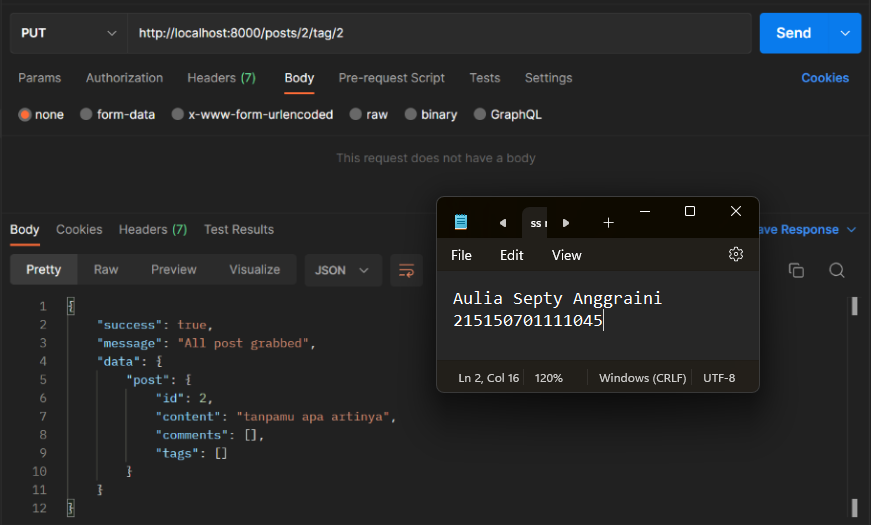 PUT http://localhost:8000/posts/2/tag/2 Send
Params Authorization Headers (7) Body Pre-request Script Tests Settings Cookies
none form-data x-www-form-urlencoded raw binary GraphQL
This request does not have a body
Body Cookies Headers (7) Test Results ave Response
Pretty Raw Preview Visualize JSON
1 {
2 "success": true,
3 "message": "All post grabbed",
4 "data": {
5 "post": {
6 "id": 2,
7 "content": "tanpamu apa artinya",
8 "comments": [],
9 "tags": []
10 }
11 }
12 }
ss
File Edit View
Aulia Septy Anggraini
215150701111045
Ln 2, Col 16 120% Windows (CRLF) UTF-8